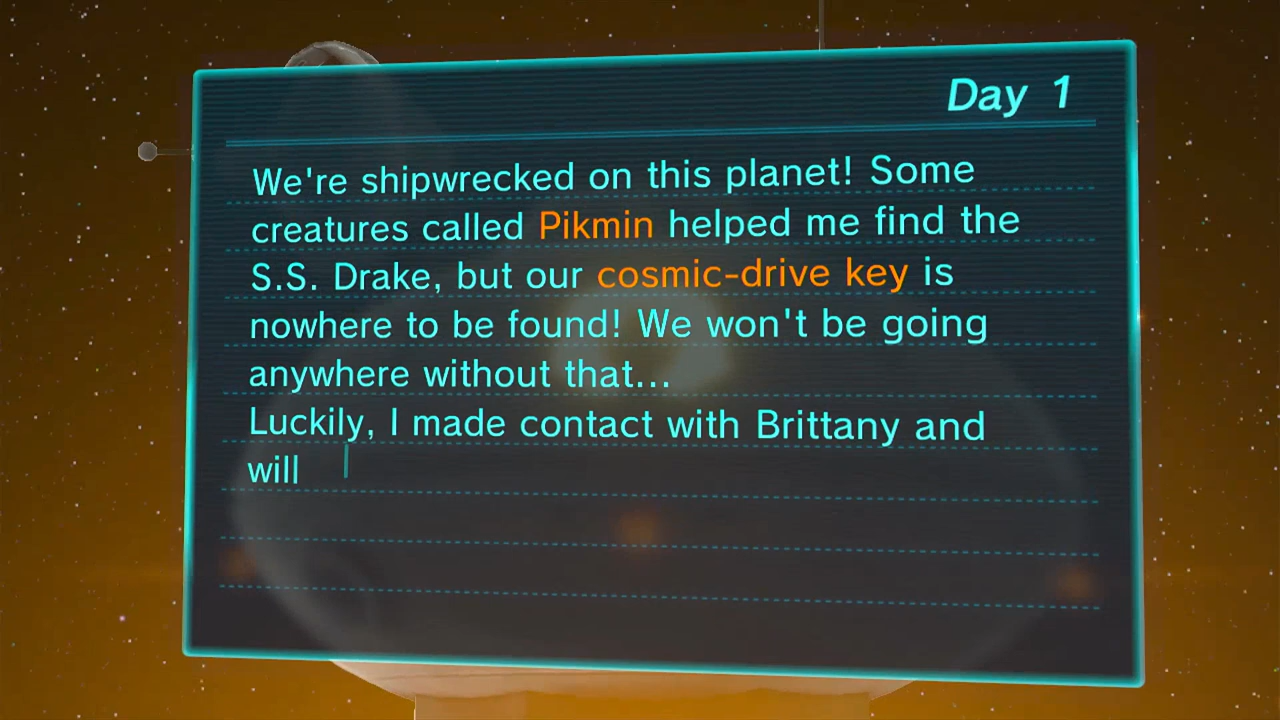 Day 1
We're shipwrecked on this planet! Some
creatures called Pikmin helped me find the
S.S. Drake, but our cosmic-drive key is
nowhere to be found! We won't be going
anywhere without that...
Luckily, I made contact with Brittany and
will